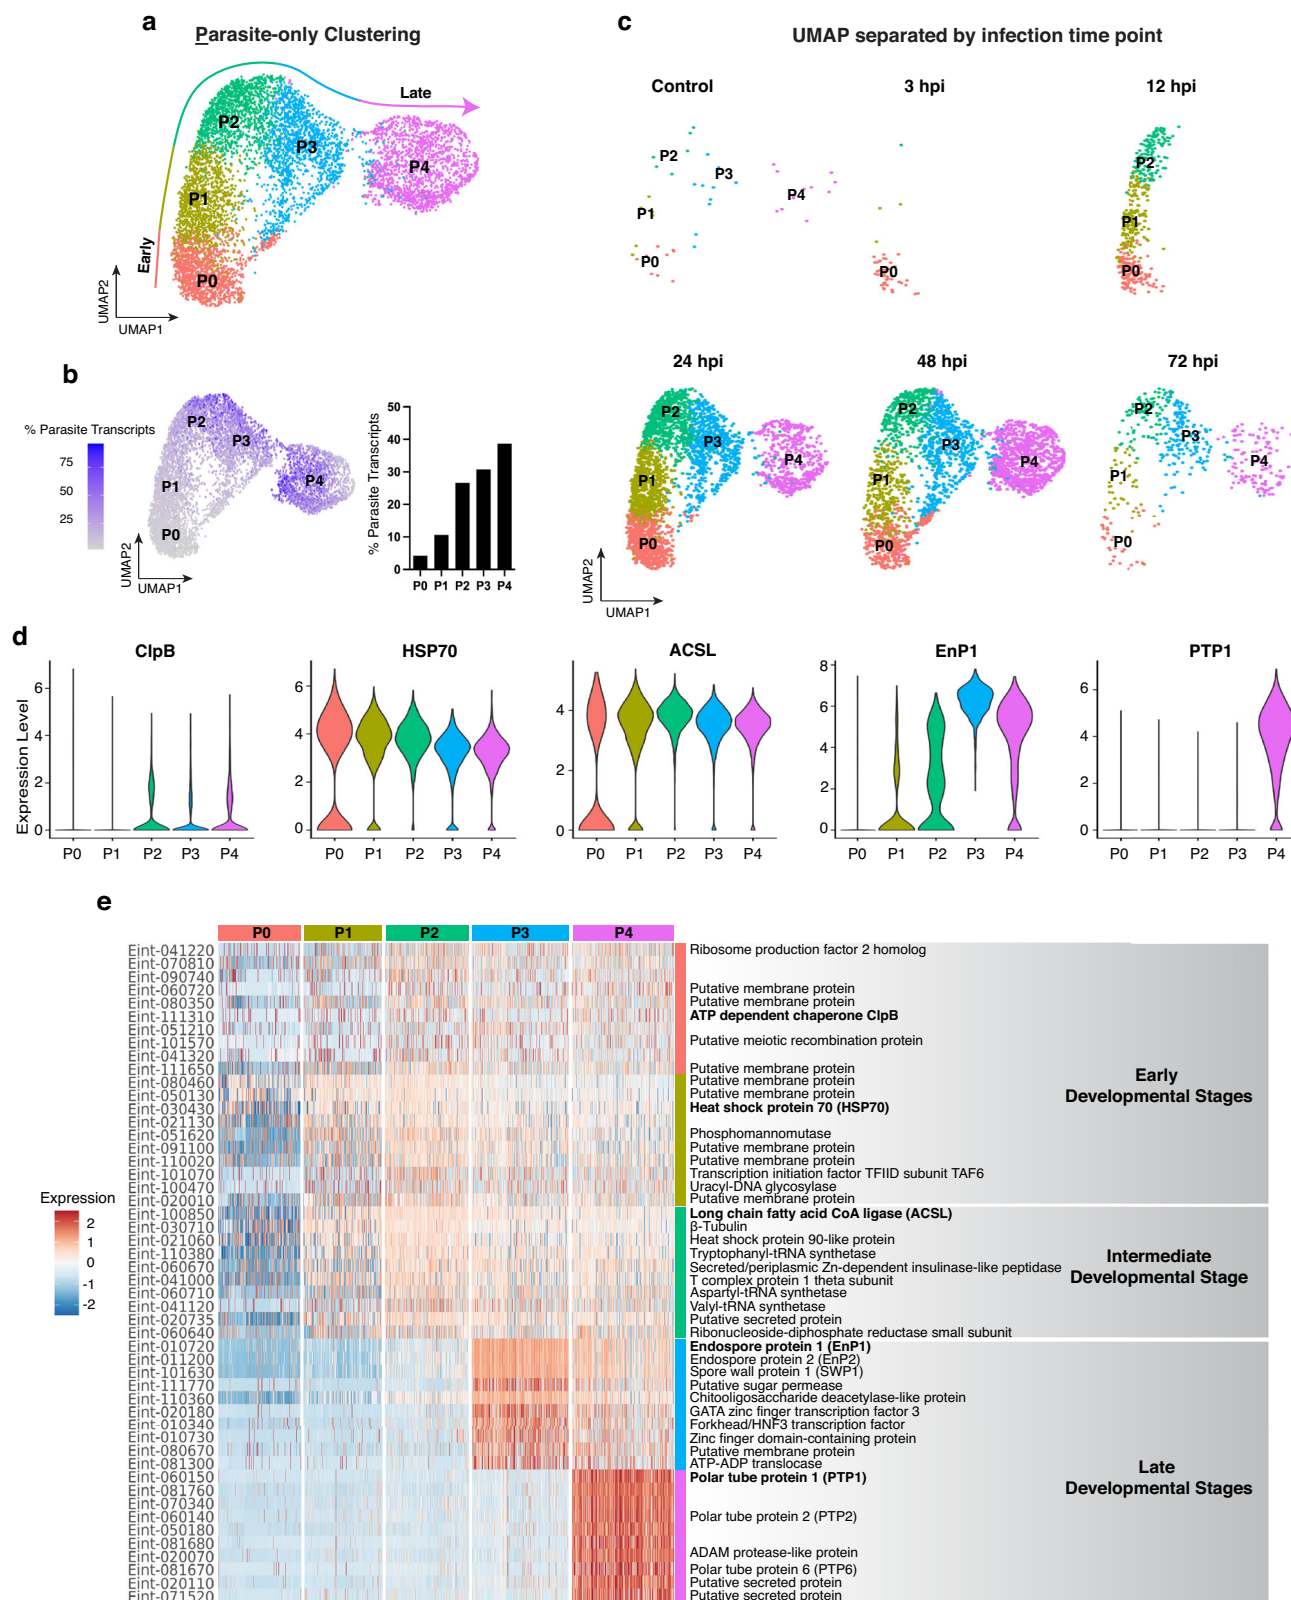 a
Parasite-only Clustering
Early
Late
P0
P1
P2
P3
P4
UMAP2
UMAP1
b
% Parasite Transcripts
75
50
25
P0
P1
P2
P3
P4
UMAP2
UMAP1
% Parasite Transcripts
50
40
30
20
10
0
P0 P1 P2 P3 P4
c
UMAP separated by infection time point
Control
P2
P3
P4
P1
P0
3 hpi
P0
12 hpi
P2
P1
P0
24 hpi
P2
P3
P4
P1
P0
UMAP2
UMAP1
48 hpi
P2
P3
P4
P1
P0
72 hpi
P2
P3
P4
P1
P0
d
Expression Level
ClpB
6
4
2
0
P0 P1 P2 P3 P4
HSP70
6
4
2
0
P0 P1 P2 P3 P4
ACSL
4
2
0
P0 P1 P2 P3 P4
EnP1
8
6
4
2
0
P0 P1 P2 P3 P4
PTP1
6
4
2
0
P0 P1 P2 P3 P4
e
P0 P1 P2 P3 P4
Expression
2
1
0
-1
-2
Eint-041220 Ribosome production factor 2 homolog
Eint-070810
Eint-090740
Eint-060720 Putative membrane protein
Eint-080350 Putative membrane protein
Eint-111310 ATP dependent chaperone ClpB
Eint-051210
Eint-101570 Putative meiotic recombination protein
Eint-041320
Eint-111650 Putative membrane protein
Eint-080460 Putative membrane protein
Eint-050130 Putative membrane protein
Eint-030430 Heat shock protein 70 (HSP70)
Eint-021130
Eint-051620 Phosphomannomutase
Eint-091100 Putative membrane protein
Eint-110020 Putative membrane protein
Eint-101070 Transcription initiation factor TFIID subunit TAF6
Eint-100470 Uracyl-DNA glycosylase
Eint-020010 Putative membrane protein
Early
Developmental Stages
Eint-100850 Long chain fatty acid CoA ligase (ACSL)
Eint-030710 β-Tubulin
Eint-021060 Heat shock protein 90-like protein
Eint-110380 Tryptophanyl-tRNA synthetase
Eint-060670 Secreted/periplasmic Zn-dependent insulinase-like peptidase
Eint-041000 T complex protein 1 theta subunit
Eint-060710 Aspartyl-tRNA synthetase
Eint-041120 Valyl-tRNA synthetase
Eint-020735 Putative secreted protein
Eint-060640 Ribonucleoside-diphosphate reductase small subunit
Intermediate
Developmental Stage
Eint-010720 Endospore protein 1 (EnP1)
Eint-011200 Endospore protein 2 (EnP2)
Eint-101630 Spore wall protein 1 (SWP1)
Eint-111770 Putative sugar permease
Eint-110360 Chitooligosaccharide deacetylase-like protein
Eint-020180 GATA zinc finger transcription factor 3
Eint-010340 Forkhead/HNF3 transcription factor
Eint-010730 Zinc finger domain-containing protein
Eint-080670 Putative membrane protein
Eint-081300 ATP-ADP translocase
Eint-060150 Polar tube protein 1 (PTP1)
Eint-081760
Eint-070340
Eint-060140 Polar tube protein 2 (PTP2)
Eint-050180
Eint-081680
Eint-020070 ADAM protease-like protein
Eint-081670 Polar tube protein 6 (PTP6)
Eint-020110 Putative secreted protein
Eint-071520 Putative secreted protein
Late
Developmental Stages